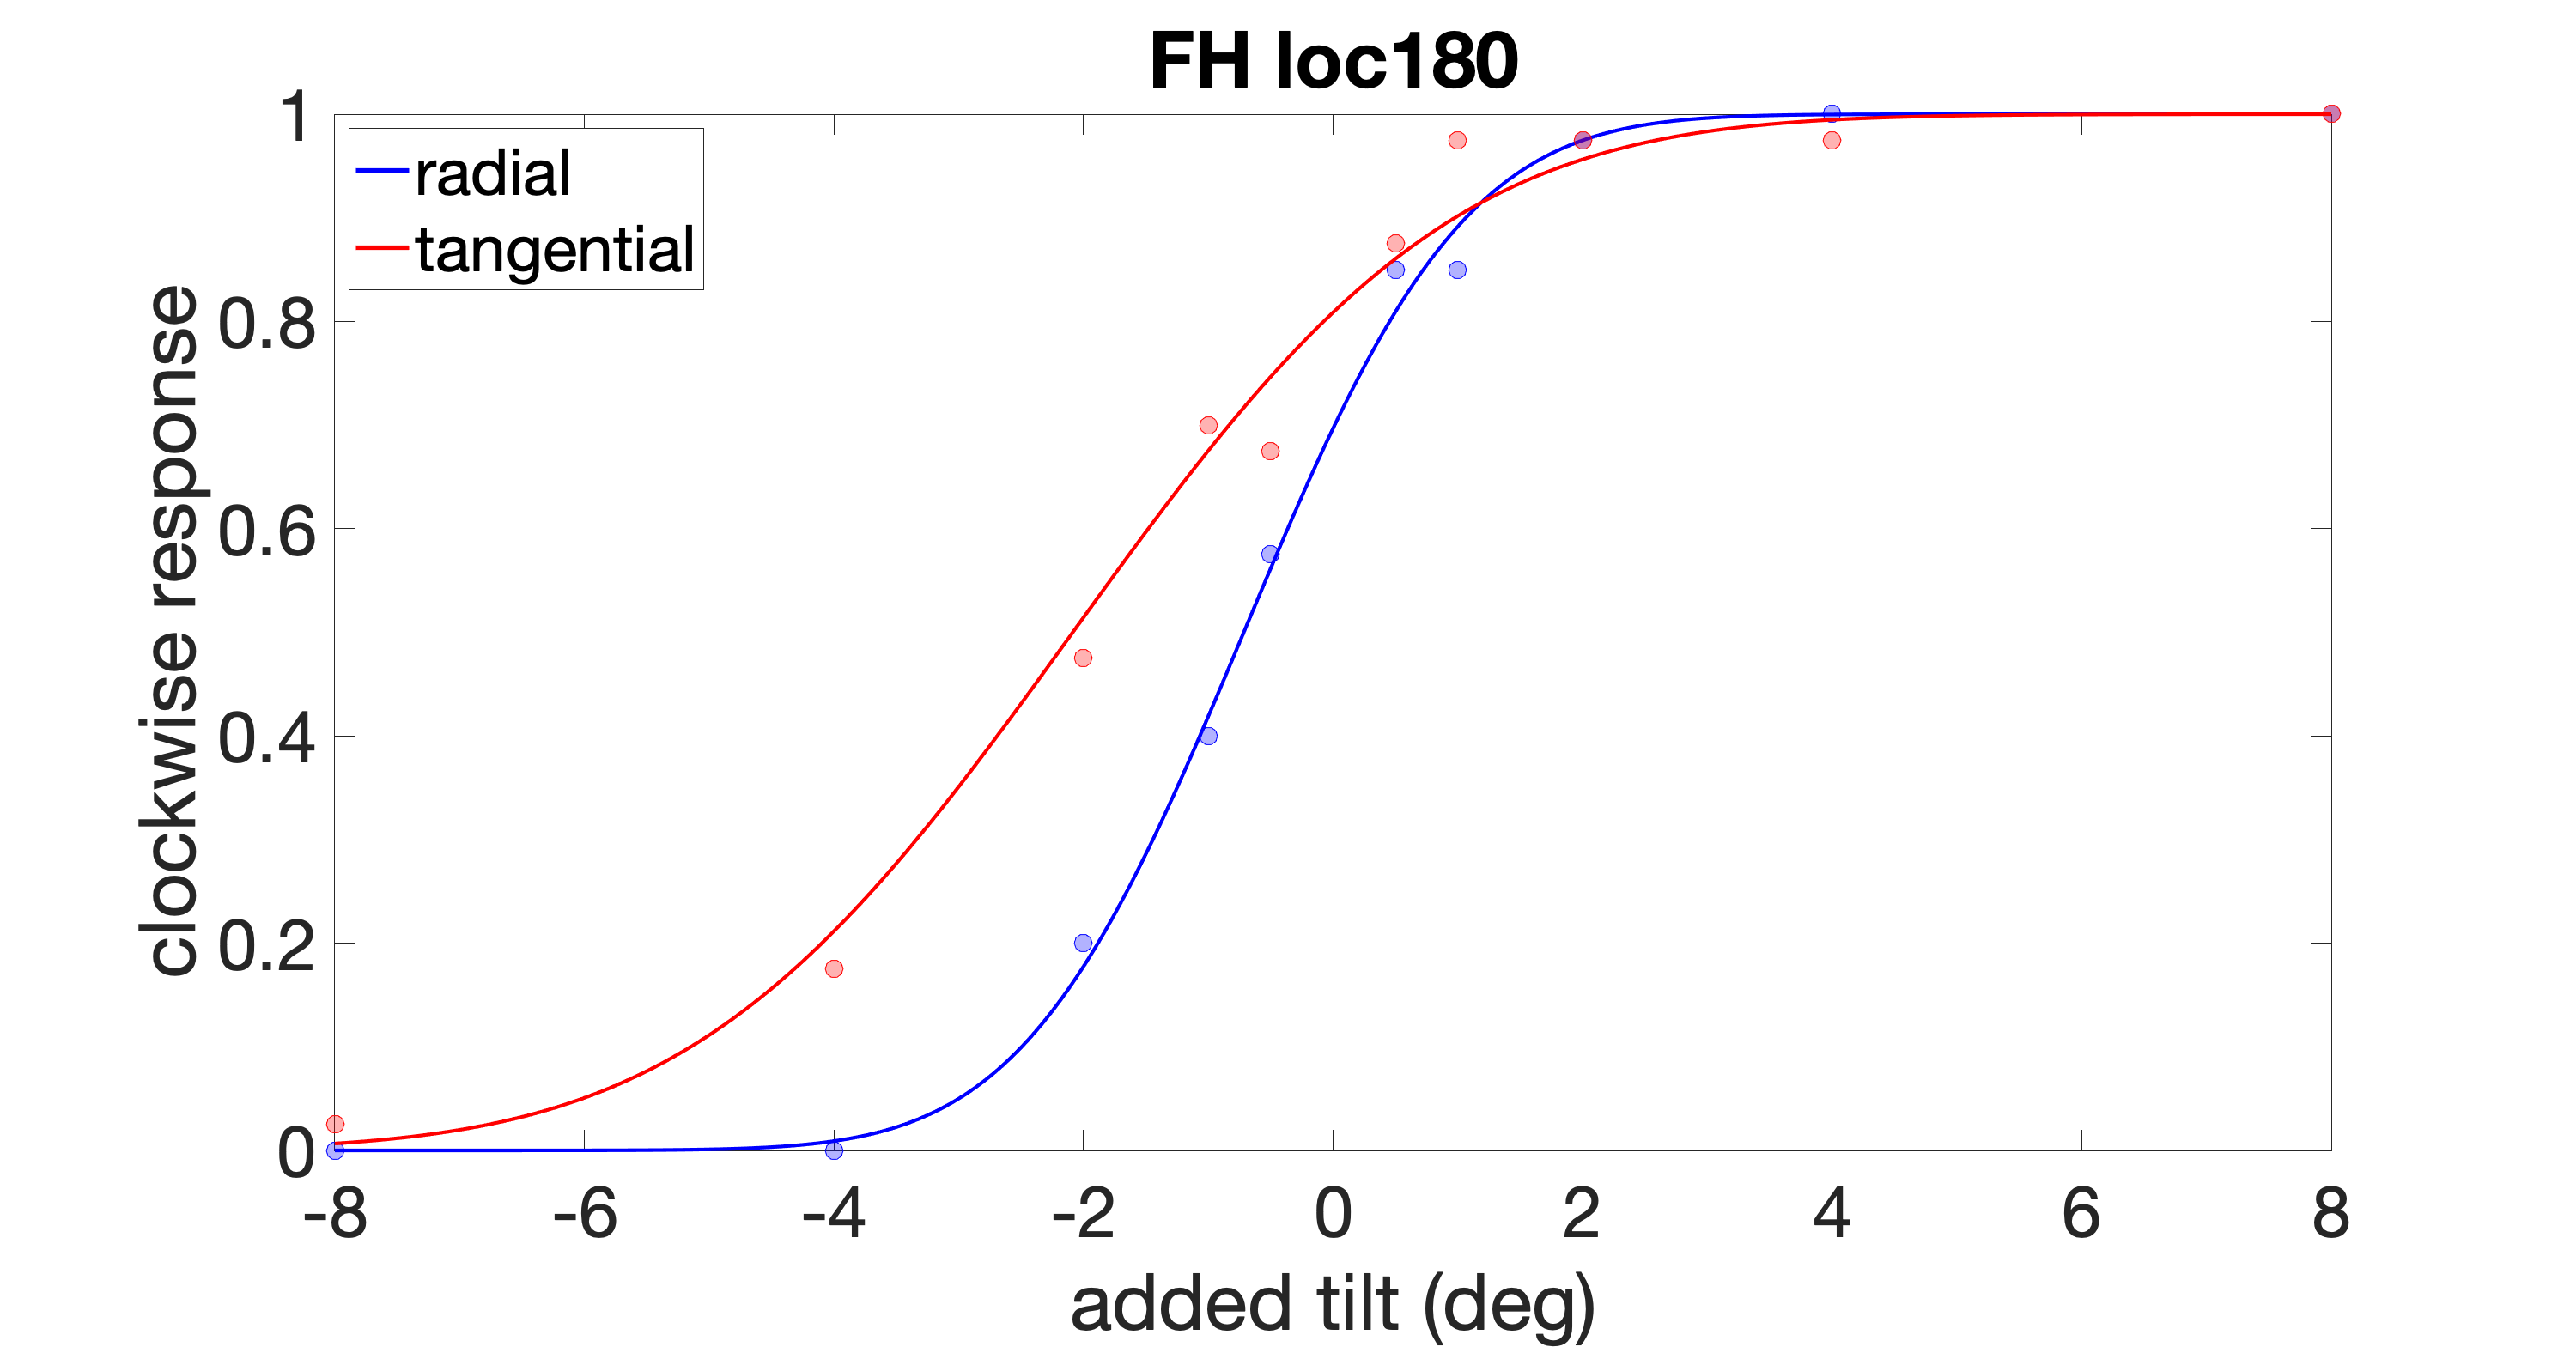 FH loc180
radial
tangential
clockwise response
1
0.8
0.6
0.4
0.2
0
-8 -6 -4 -2 0 2 4 6 8
added tilt (deg)